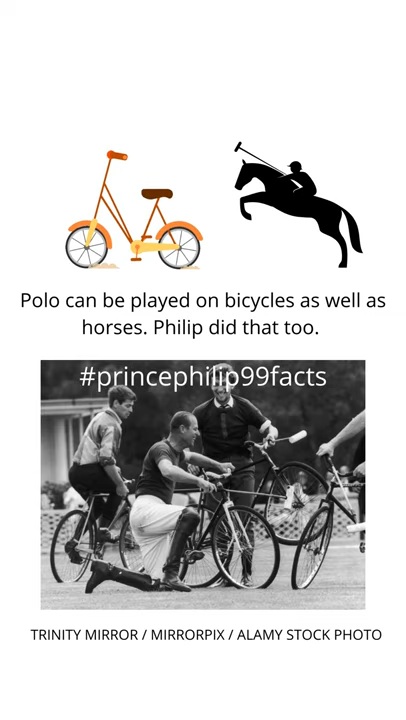 Polo can be played on bicycles as well as
horses. Philip did that too.
#princephilip99facts
TRINITY MIRROR / MIRRORPIX / ALAMY STOCK PHOTO